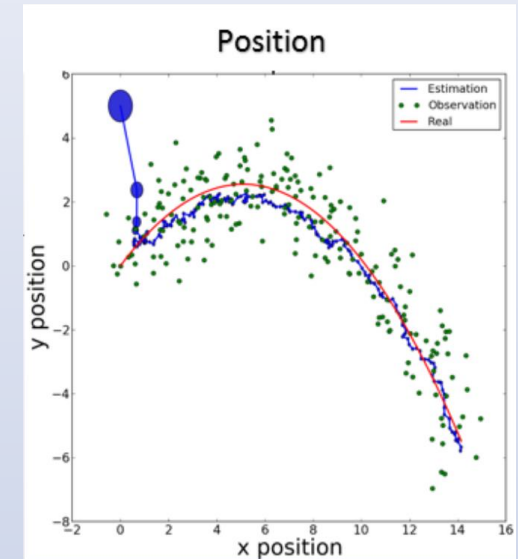 Position
Estimation
Observation
Real
6
4
2
0
−2
−4
−6
−8
y position
−2 0 2 4 6 8 10 12 14 16
x position